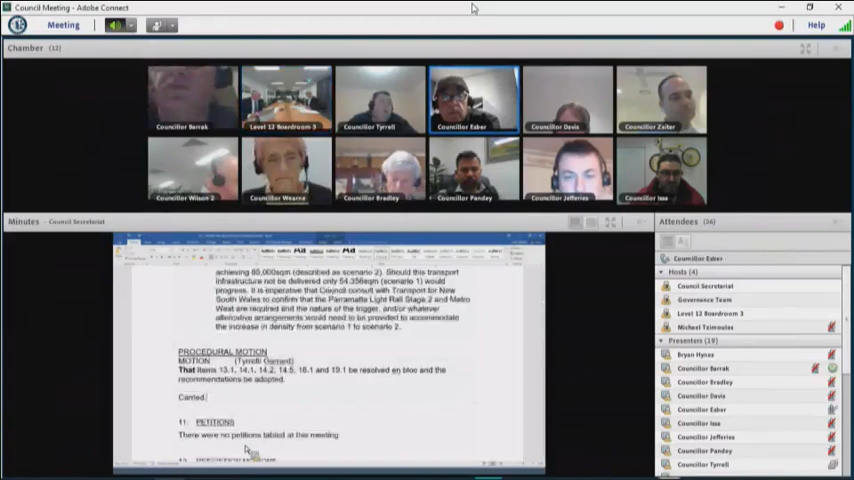 Council Meeting - Adobe Connect
Meeting
Help
Chamber (12)
Councillor Barrak
Level 12 Boardroom 3
Councillor Tyrrell
Councillor Esber
Councillor Davis
Councillor Zaiter
Councillor Wilson 2
Councillor Wearne
Councillor Bradley
Councillor Pandey
Councillor Jefferies
Councillor Issa
Minutes - Council Secretariat
Attendees (26)
achieving 85,000sqm (described as scenario 2). Should this transport
infrastructure not be delivered only 54,356sqm (scenario 1) would
progress. It is imperative that Council consult with Transport for New
South Wales to confirm that the Parramatta Light Rail Stage 2 and Metro
West are required and the nature of the trigger, and/or whatever
alternative arrangements would need to be provided to accommodate
the increase in density from scenario 1 to scenario 2.
PROCEDURAL MOTION
MOTION (Tyrrell/Garrard)
That Items 13.1, 14.1, 14.2, 14.5, 16.1 and 19.1 be resolved en bloc and the
recommendations be adopted.
Carried.
11. PETITIONS
There were no petitions tabled at this meeting
Councillor Esber
Hosts (4)
Council Secretariat
Governance Team
Level 12 Boardroom 3
Michael Tzimoulas
Presenters (19)
Bryan Hynes
Councillor Barrak
Councillor Bradley
Councillor Davis
Councillor Esber
Councillor Issa
Councillor Jefferies
Councillor Pandey
Councillor Tyrrell